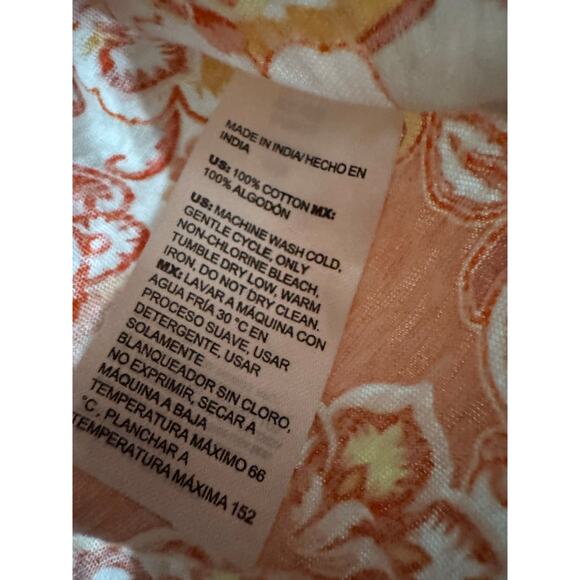 MADE IN INDIA/HECHO EN
INDIA
US: 100% COTTON MX:
100% ALGODÓN
US: MACHINE WASH COLD,
GENTLE CYCLE, ONLY
NON-CHLORINE BLEACH,
TUMBLE DRY LOW, WARM
IRON, DO NOT DRY CLEAN.
MX: LAVAR A MÁQUINA CON
AGUA FRÍA 30 °C EN
PROCESO SUAVE, USAR
DETERGENTE, USAR
SOLAMENTE
BLANQUEADOR SIN CLORO,
NO EXPRIMIR, SECAR A
MÁQUINA A BAJA
TEMPERATURA MÁXIMO 66
°C, PLANCHAR A
TEMPERATURA MÁXIMA 152